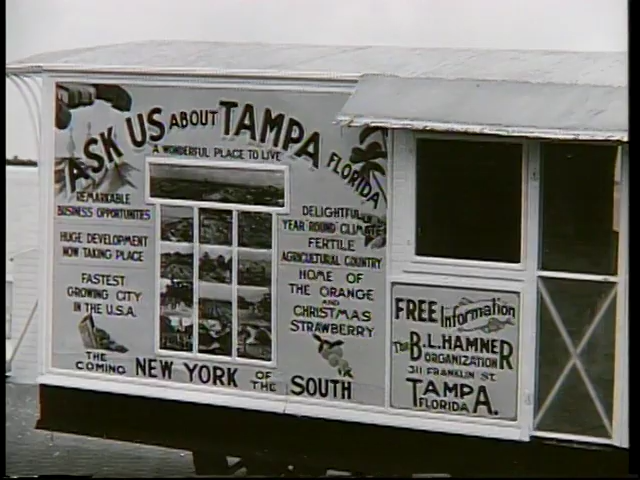 ASK US ABOUT TAMPA FLORIDA
A WONDERFUL PLACE TO LIVE
REMARKABLE
BUSINESS OPPORTUNITIES
HUGE DEVELOPMENT
NOW TAKING PLACE
FASTEST
GROWING CITY
IN THE U.S.A.
DELIGHTFUL
YEAR 'ROUND CLIMATE
FERTILE
AGRICULTURAL COUNTRY
HOME OF
THE ORANGE
AND
CHRISTMAS
STRAWBERRY
THE COMING NEW YORK OF THE SOUTH
FREE Information
THE B.L. HAMNER
ORGANIZATION
311 FRANKLIN ST.
TAMPA.
FLORIDA